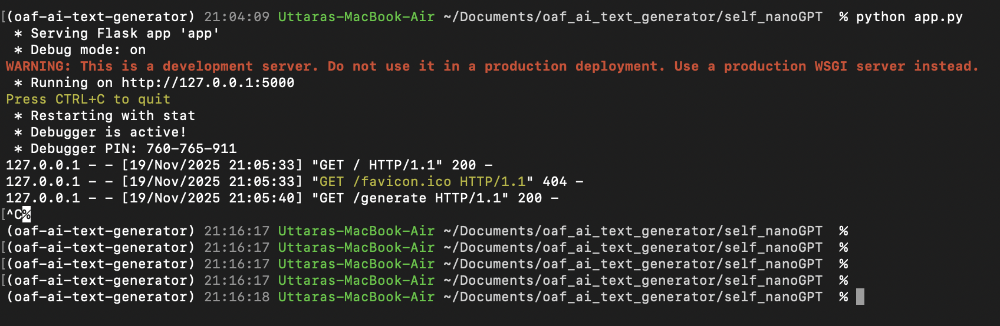 [(oaf-ai-text-generator) 21:04:09 Uttaras-MacBook-Air ~/Documents/oaf_ai_text_generator/self_nanoGPT  % python app.py
 * Serving Flask app 'app'
 * Debug mode: on
WARNING: This is a development server. Do not use it in a production deployment. Use a production WSGI server instead.
 * Running on http://127.0.0.1:5000
Press CTRL+C to quit
 * Restarting with stat
 * Debugger is active!
 * Debugger PIN: 760-765-911
127.0.0.1 - - [19/Nov/2025 21:05:33] "GET / HTTP/1.1" 200 -
127.0.0.1 - - [19/Nov/2025 21:05:33] "GET /favicon.ico HTTP/1.1" 404 -
127.0.0.1 - - [19/Nov/2025 21:05:40] "GET /generate HTTP/1.1" 200 -
[^C%
(oaf-ai-text-generator) 21:16:17 Uttaras-MacBook-Air ~/Documents/oaf_ai_text_generator/self_nanoGPT  %
[(oaf-ai-text-generator) 21:16:17 Uttaras-MacBook-Air ~/Documents/oaf_ai_text_generator/self_nanoGPT  %
[(oaf-ai-text-generator) 21:16:17 Uttaras-MacBook-Air ~/Documents/oaf_ai_text_generator/self_nanoGPT  %
[(oaf-ai-text-generator) 21:16:17 Uttaras-MacBook-Air ~/Documents/oaf_ai_text_generator/self_nanoGPT  %
(oaf-ai-text-generator) 21:16:18 Uttaras-MacBook-Air ~/Documents/oaf_ai_text_generator/self_nanoGPT  %